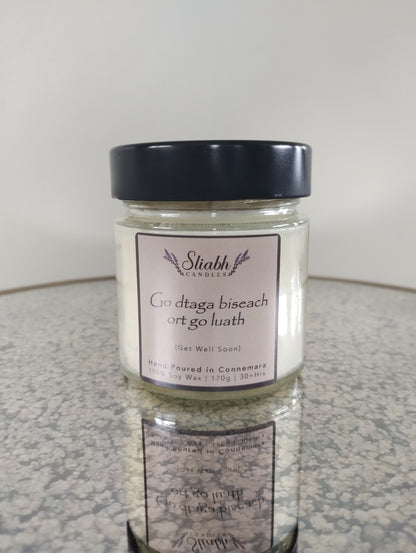 Sliabh
CANDLES
Go dtaga biseach
ort go luath
(Get Well Soon)
Hand Poured in Connemara
100% Soy Wax | 170g | 30+Hrs